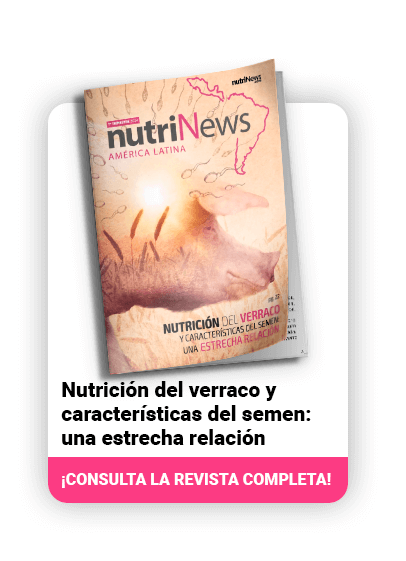 nutriNews
nutriNews
AMÉRICA LATINA
NUTRICIÓN DEL VERRACO
Y CARACTERÍSTICAS DEL SEMEN:
UNA ESTRECHA RELACIÓN
Nutrición del verraco y
características del semen:
una estrecha relación
¡CONSULTA LA REVISTA COMPLETA!